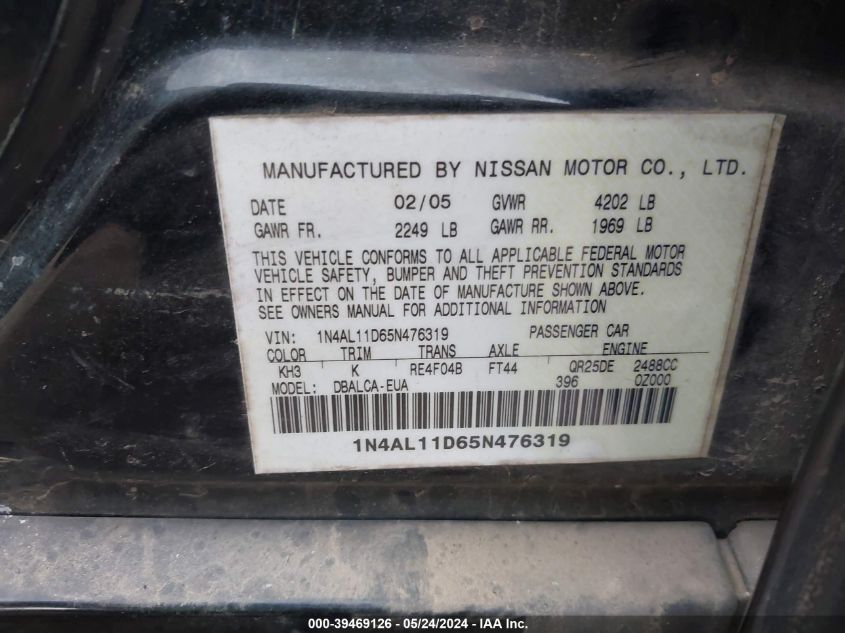 MANUFACTURED BY NISSAN MOTOR CO., LTD.
DATE 02/05 GVWR 4202 LB
GAWR FR. 2249 LB GAWR RR. 1969 LB
THIS VEHICLE CONFORMS TO ALL APPLICABLE FEDERAL MOTOR
VEHICLE SAFETY, BUMPER AND THEFT PREVENTION STANDARDS
IN EFFECT ON THE DATE OF MANUFACTURE SHOWN ABOVE.
SEE OWNERS MANUAL FOR ADDITIONAL INFORMATION
VIN: 1N4AL11D65N476319 PASSENGER CAR
COLOR TRIM TRANS AXLE ENGINE
KH3 K RE4F04B FT44 QR25DE 2488CC
MODEL: DBALCA-EUA 396 0Z000
1N4AL11D65N476319
000-39469126 - 05/24/2024 - www.iaai.com